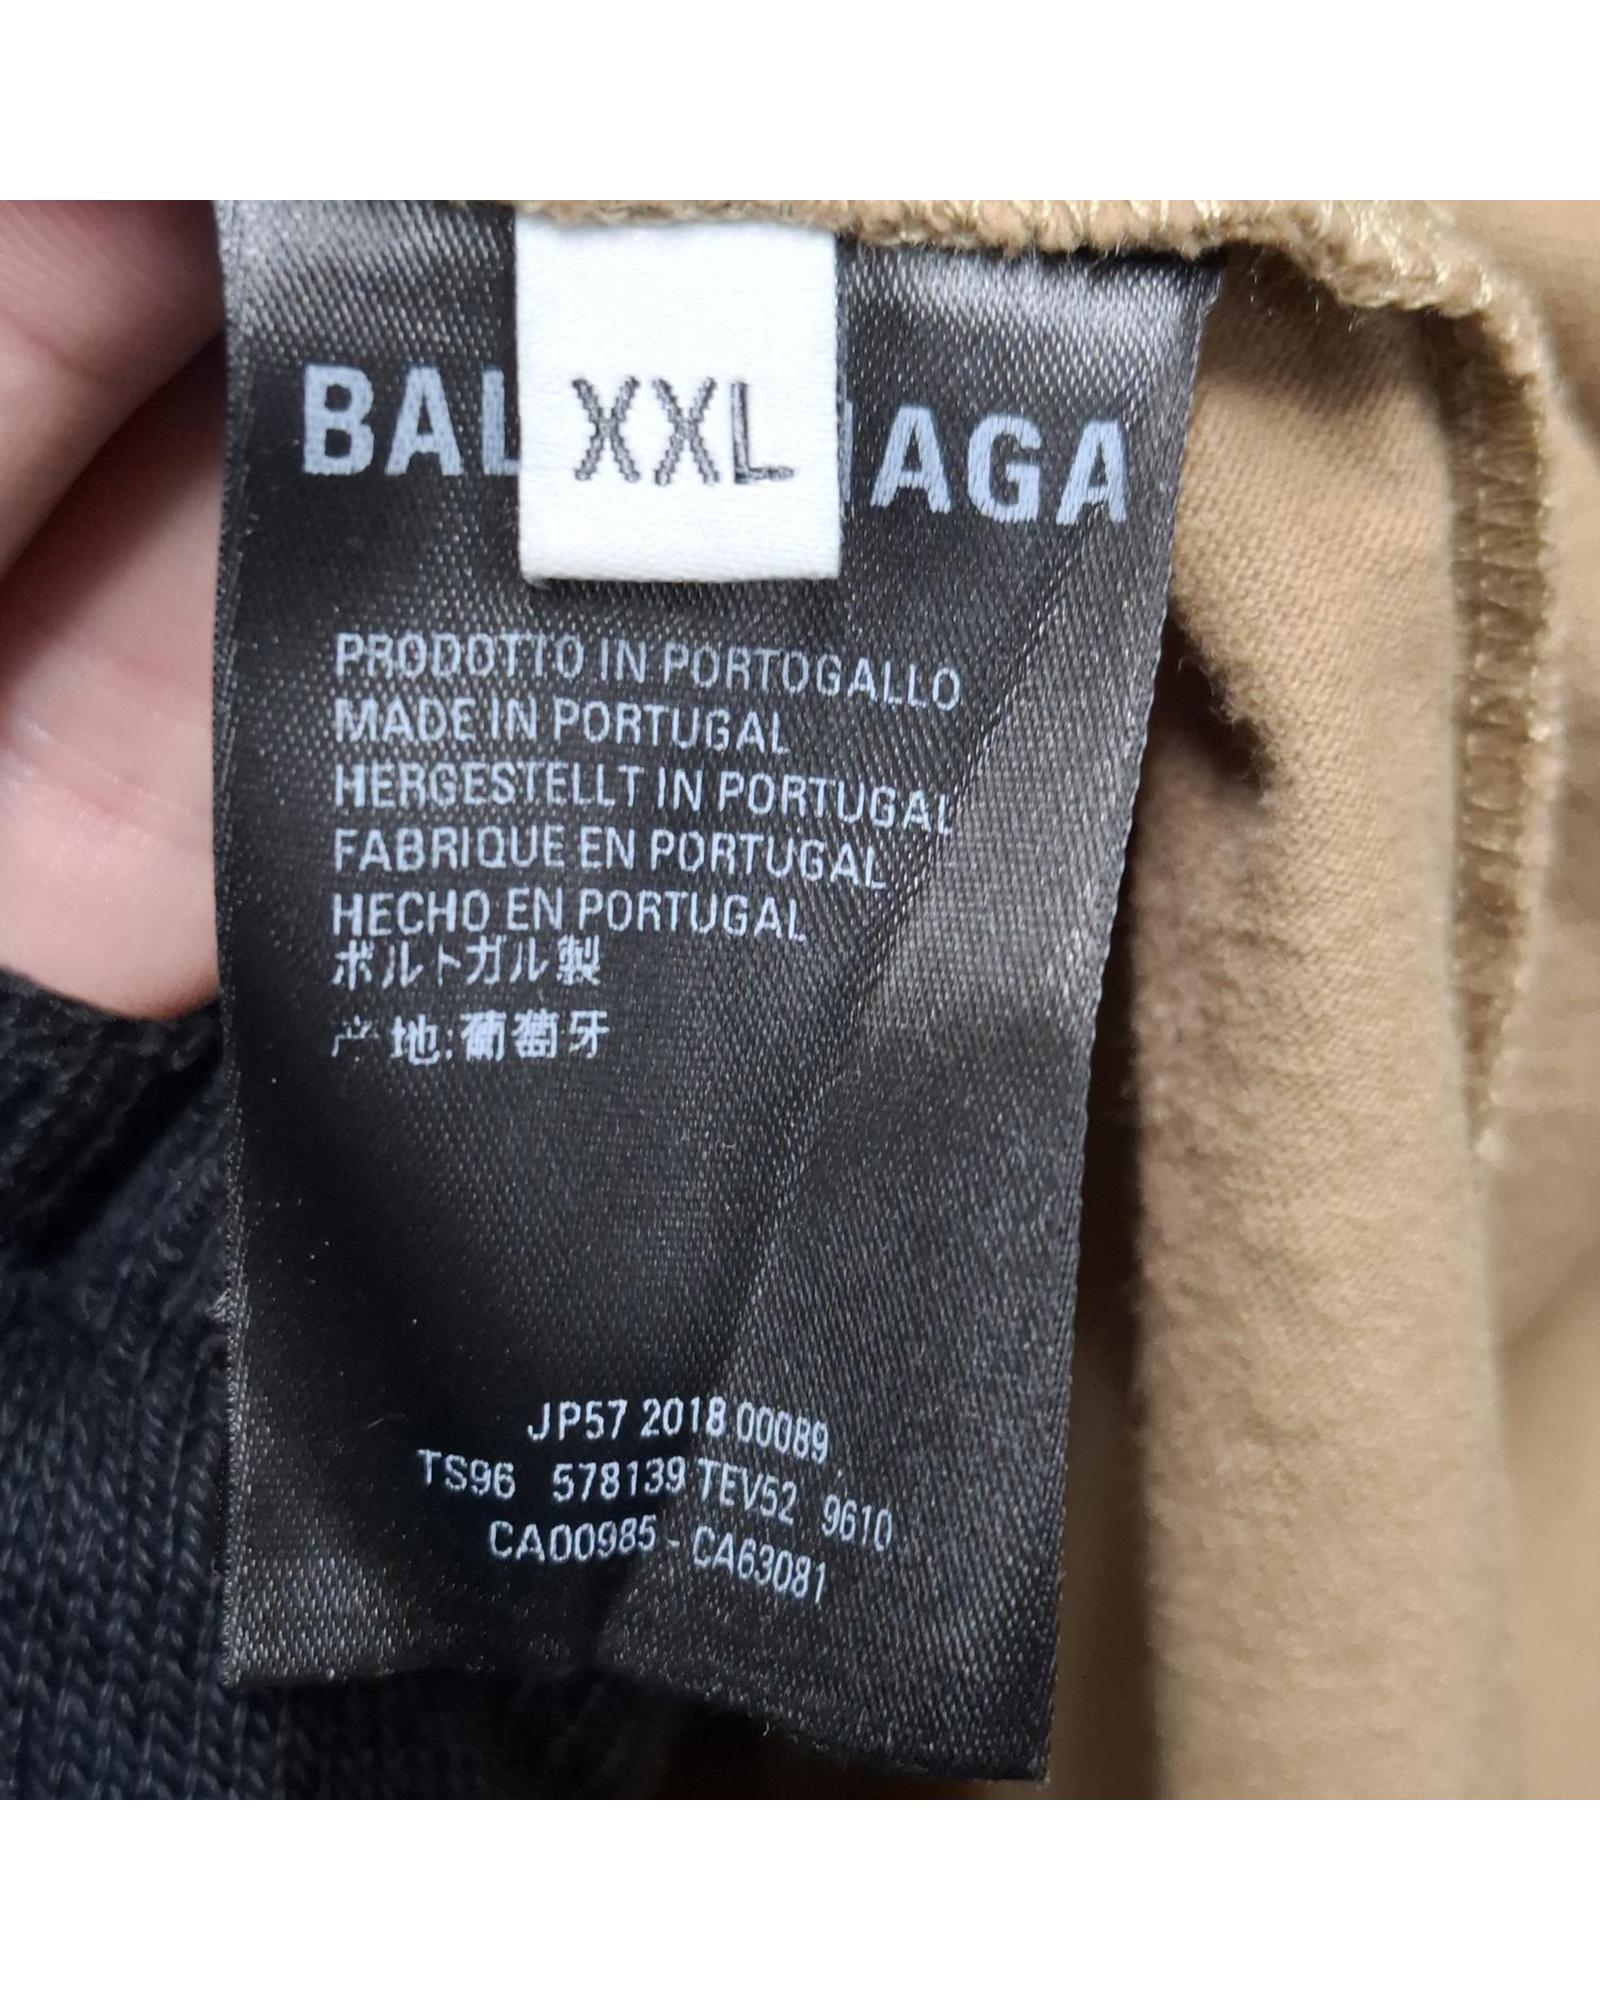 XXL
BAL NAGA
PRODOTTO IN PORTOGALLO
MADE IN PORTUGAL
HERGESTELLT IN PORTUGAL
FABRIQUE EN PORTUGAL
HECHO EN PORTUGAL
ポルトガル製
产地:葡萄牙
JP57 2018 00089
TS96 578139 TEV52 9610
CA00985 - CA63081